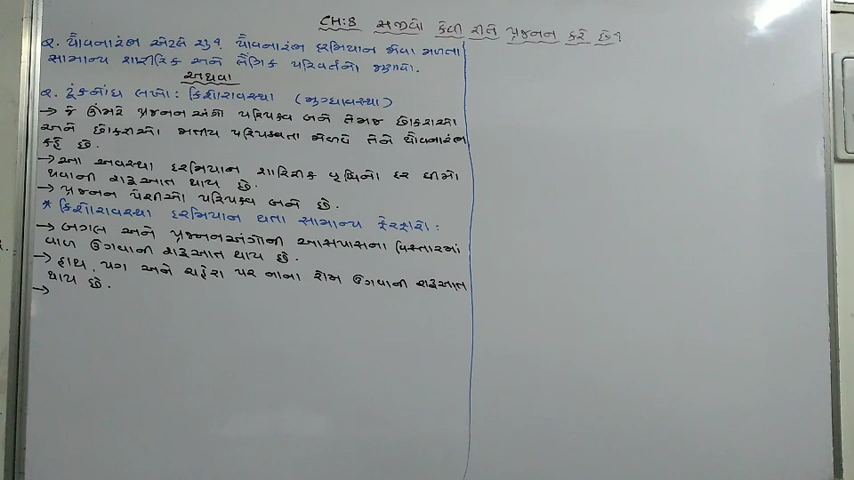 CH:8 સજીવો કેવી રીતે પ્રજનન કરે છે?
Q. યૌવનારંભ એટલે શુ? યૌવનારંભ દરમિયાન જોવા મળતા
સામાન્ય શારીરિક અને લૈંગિક પરિવર્તનો જણાવો.
અથવા
Q. ટૂંકનોંધ લખો: કિશોરાવસ્થા (મુગ્ધાવસ્થા)
→ જે ઉંમરે પ્રજનન અંગો પરિપક્વ બને તેમજ છોકરાઓ
અને છોકરીઓ જાતીય પરિપક્વતા મેળવે તેને યૌવનારંભ
કહે છે.
→ આ અવસ્થા દરમિયાન શારિરીક વૃધ્ધિનો દર ધીમો
થવાની શરૂઆત થાય છે.
→ પ્રજનન પેશીઓ પરિપક્વ બને છે.
* કિશોરાવસ્થા દરમિયાન થતા સામાન્ય ફેરફારો:
→ બગલ અને પ્રજનનઅંગોની આસપાસના વિસ્તારમાં
વાળ ઉગવાની શરૂઆત થાય છે.
→ હાથ, પગ અને ચહેરા પર નાના રોમ ઉગવાની શરૂઆત
થાય છે.
→